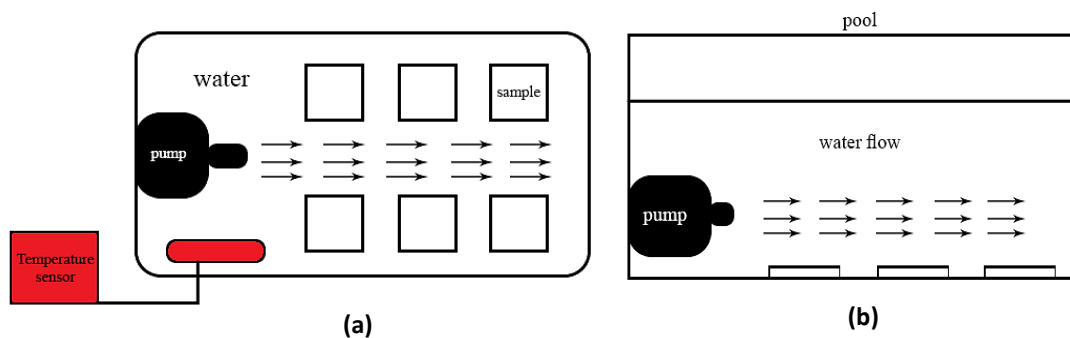 water
sample
pump
Temperature
sensor
(a)
pool
water flow
pump
(b)